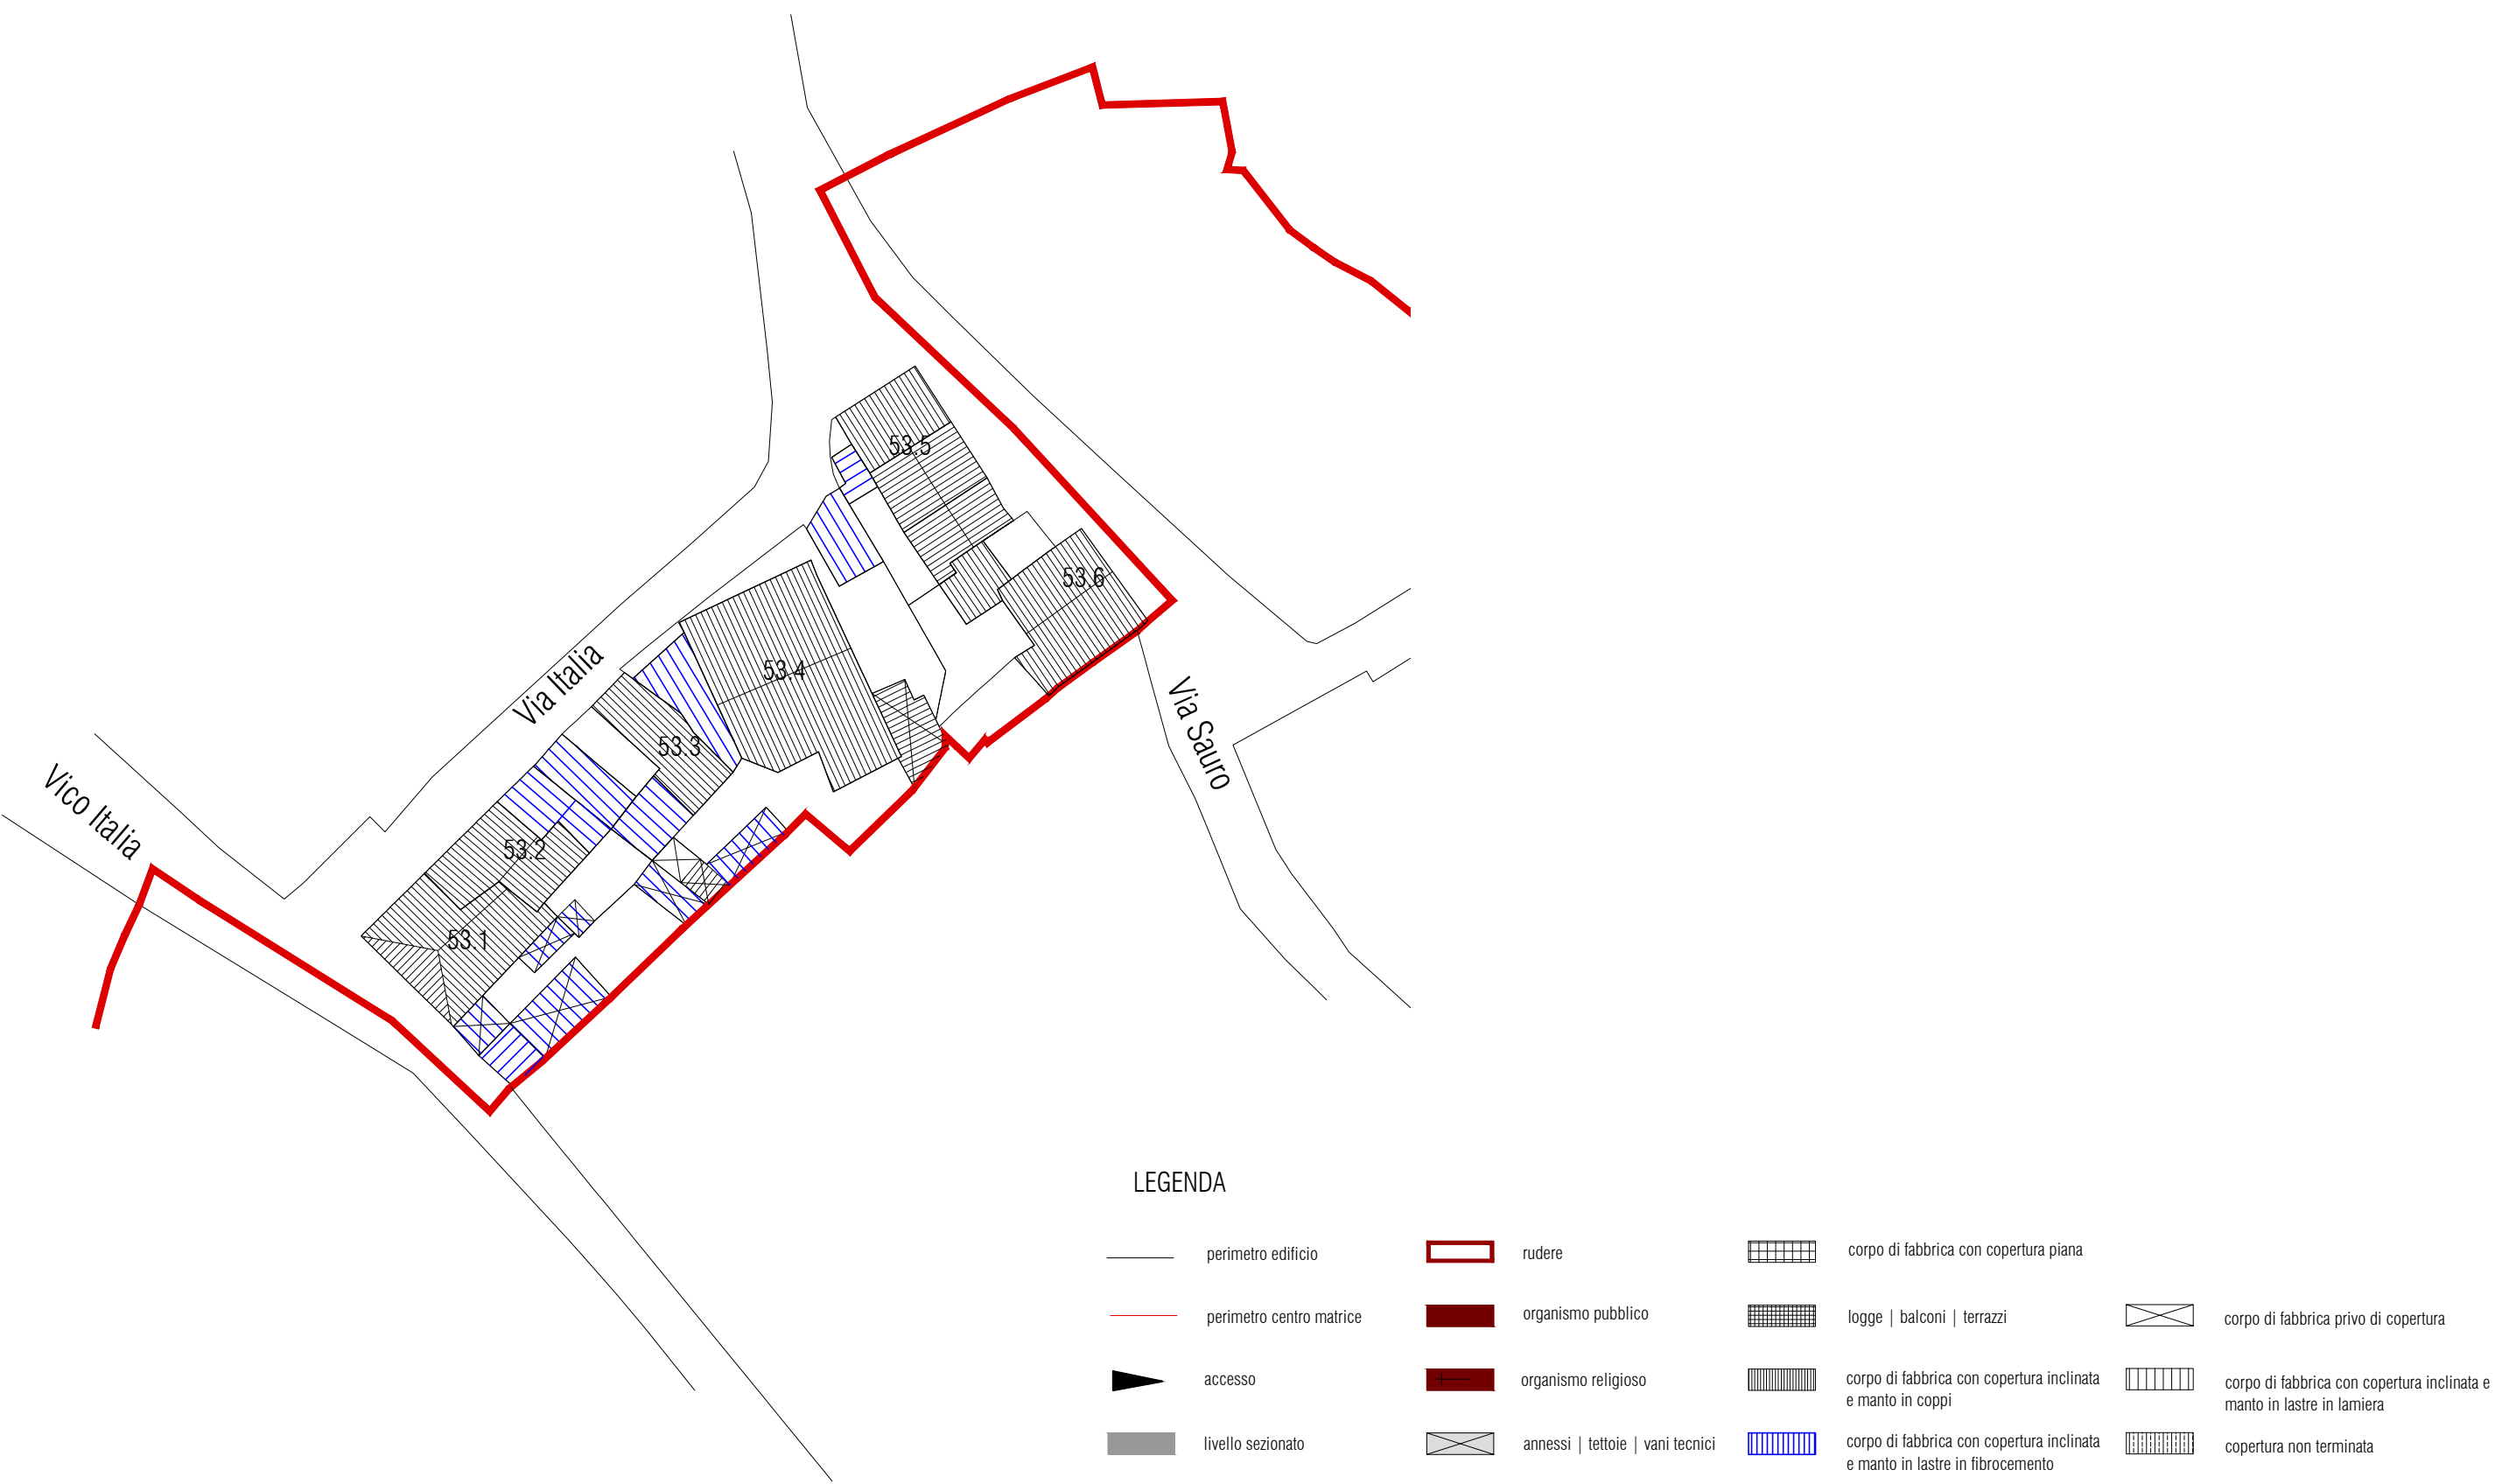 53.5
53.6
Via Italia
53.4
Via Sauro
53.3
Vico Italia
53.2
53.1
LEGENDA
perimetro edificio
perimetro centro matrice
accesso
livello sezionato
rudere
organismo pubblico
organismo religioso
annessi | tettoie | vani tecnici
corpo di fabbrica con copertura piana
logge | balconi | terrazzi
corpo di fabbrica con copertura inclinata
e manto in coppi
corpo di fabbrica con copertura inclinata
e manto in lastre in fibrocemento
corpo di fabbrica privo di copertura
corpo di fabbrica con copertura inclinata e
manto in lastre in lamiera
copertura non terminata